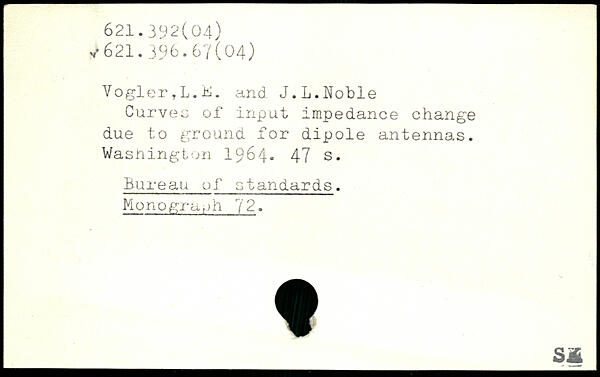 621.392(04)
✓621.396.67(04)
Vogler,L.E. and J.L.Noble
Curves of input impedance change
due to ground for dipole antennas.
Washington 1964. 47 s.
Bureau of standards.
Monograph 72.